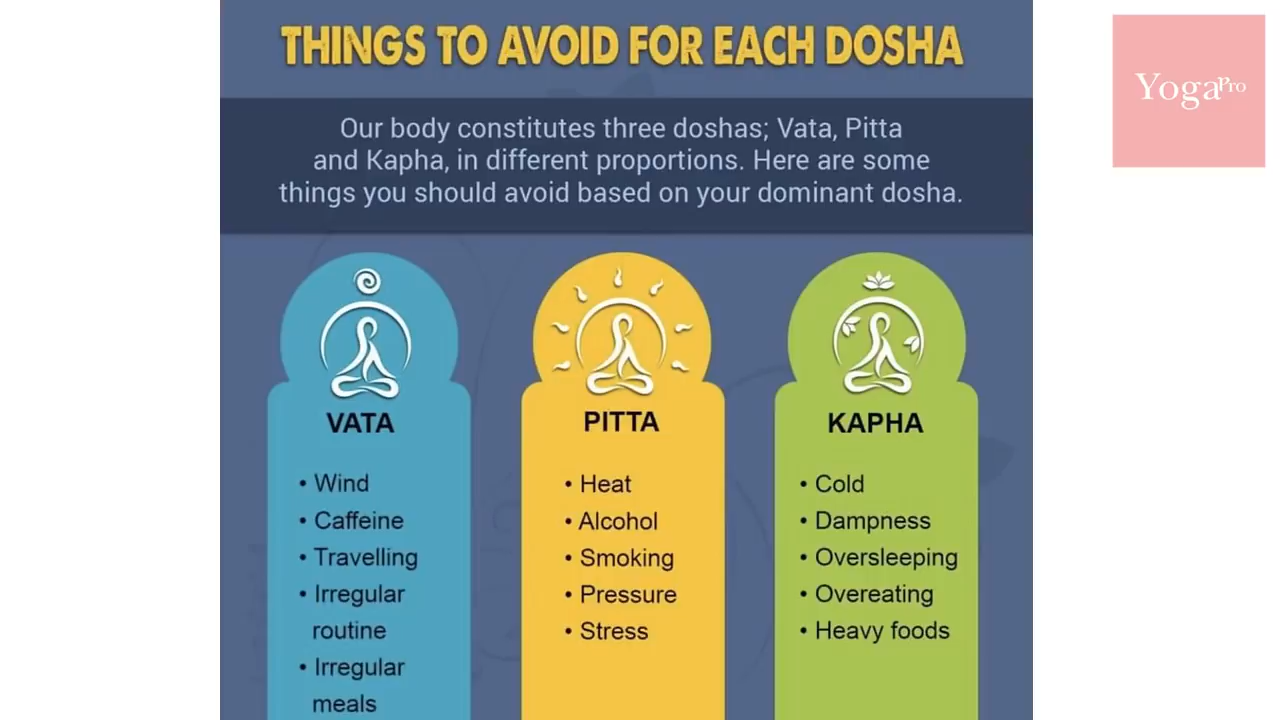 THINGS TO AVOID FOR EACH DOSHA
Our body constitutes three doshas; Vata, Pitta
and Kapha, in different proportions. Here are some
things you should avoid based on your dominant dosha.
VATA
• Wind
• Caffeine
• Travelling
• Irregular
routine
• Irregular
meals
PITTA
• Heat
• Alcohol
• Smoking
• Pressure
• Stress
KAPHA
• Cold
• Dampness
• Oversleeping
• Overeating
• Heavy foods
YogaPro